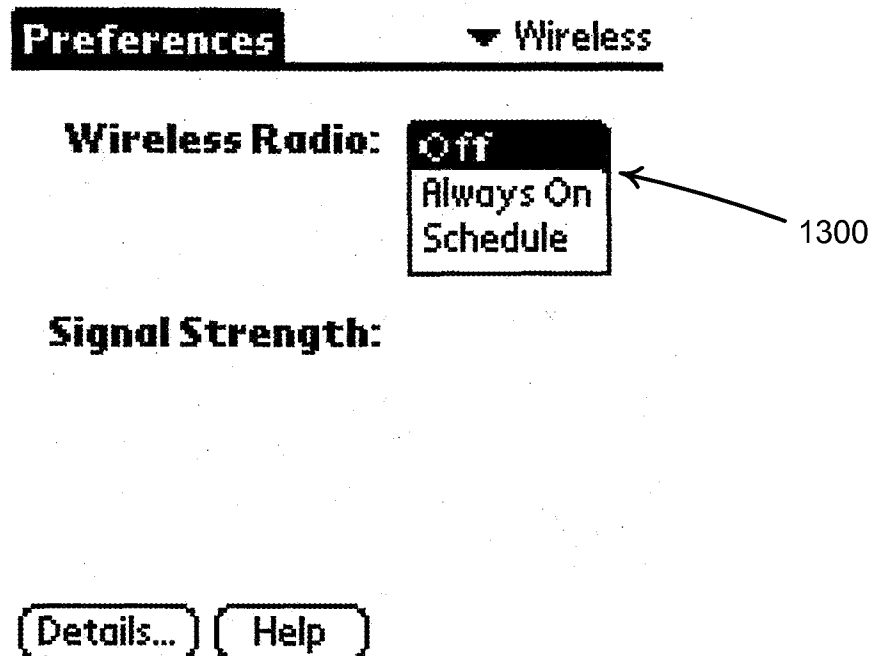 Preferences ▼ Wireless
Wireless Radio: Off
Always On
Schedule
1300
Signal Strength:
Details... Help